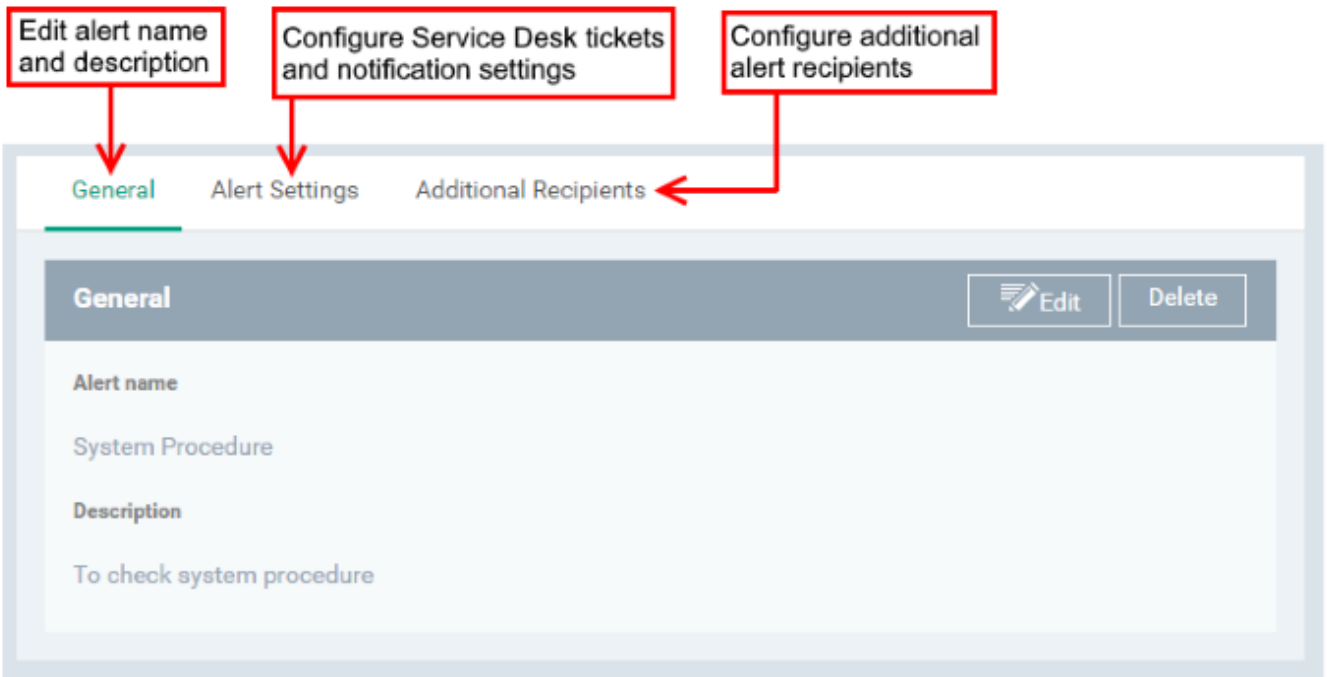 Edit alert name
and description
Configure Service Desk tickets
and notification settings
Configure additional
alert recipients
General Alert Settings Additional Recipients
General Edit Delete
Alert name
System Procedure
Description
To check system procedure